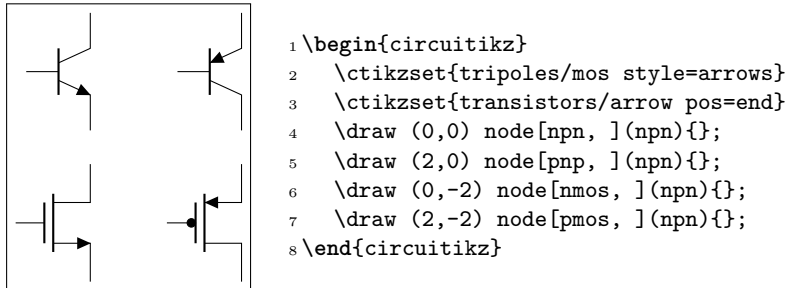 1 \begin{circuitikz}
2 \ctikzset{tripoles/mos style=arrows}
3 \ctikzset{transistors/arrow pos=end}
4 \draw (0,0) node[npn, ](npn){};
5 \draw (2,0) node[pnp, ](npn){};
6 \draw (0,-2) node[nmos, ](npn){};
7 \draw (2,-2) node[pmos, ](npn){};
8 \end{circuitikz}